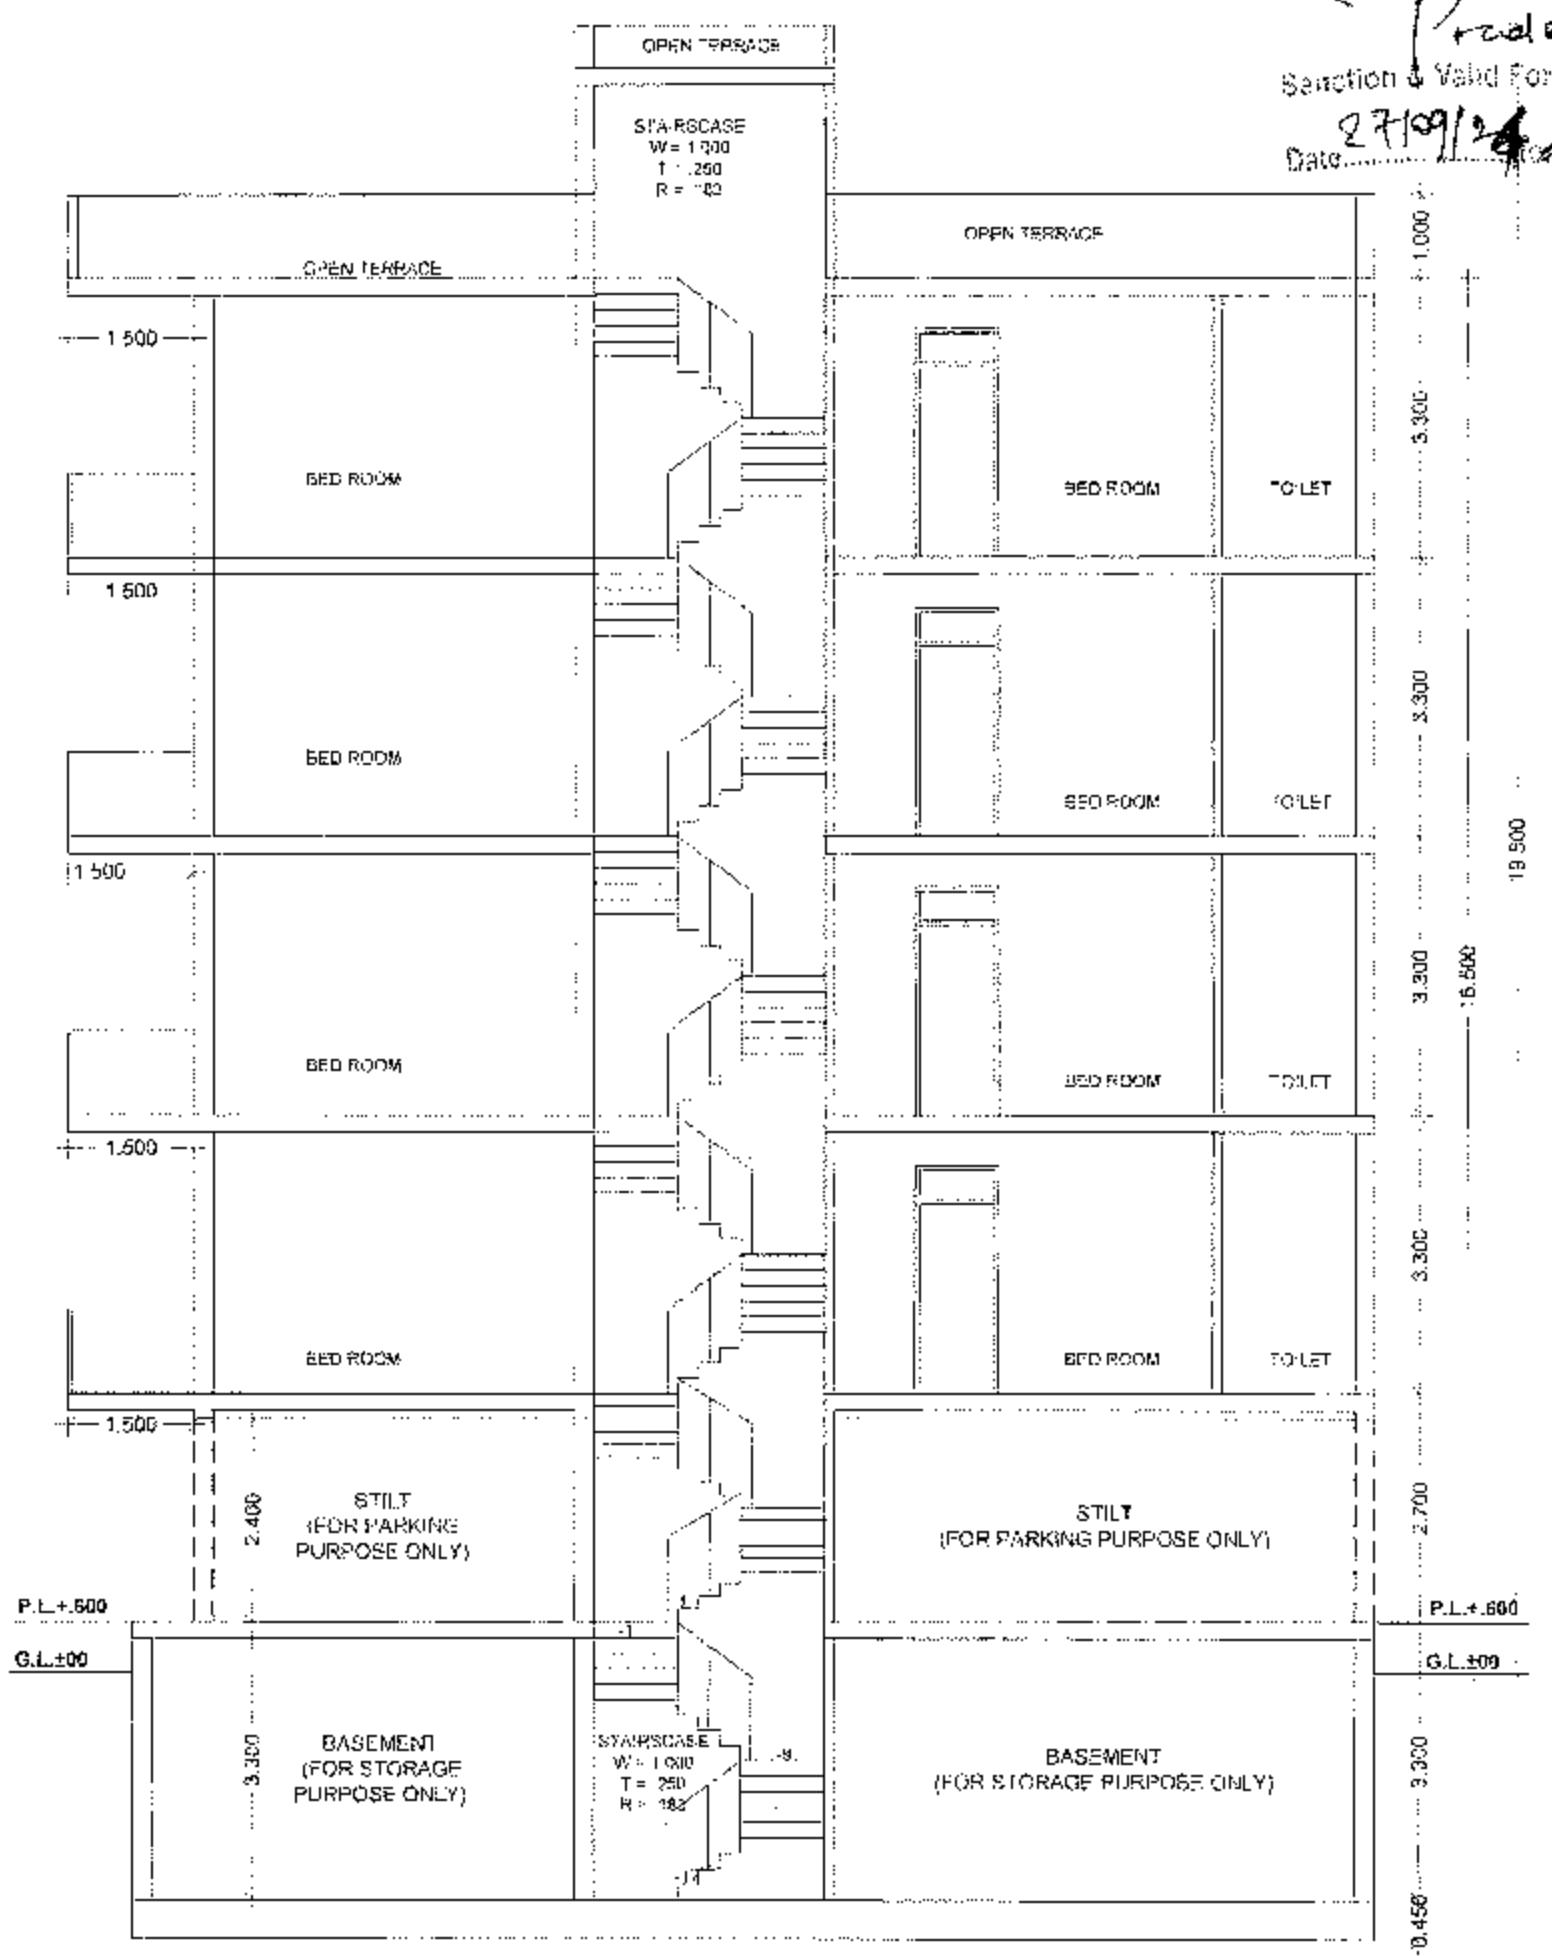 OPEN TERRACE
Sanction & Valid For
27/09/
Date
STAIRSCASE
W = 1.000
T = .250
R = .183
OPEN TERRACE
OPEN TERRACE
1.000
1.500
3.300
BED ROOM
BED ROOM
TOILET
1.500
3.300
BED ROOM
BED ROOM
TOILET
1.500
3.300
BED ROOM
BED ROOM
TOILET
1.500
3.300
BED ROOM
BED ROOM
TOILET
1.500
STILT
(FOR PARKING
PURPOSE ONLY)
2.400
STILT
(FOR PARKING PURPOSE ONLY)
2.700
P.L.+.600
P.L.+.600
G.L.±00
G.L.±00
BASEMENT
(FOR STORAGE
PURPOSE ONLY)
3.300
STAIRSCASE
W = 1.000
T = .250
R = .183
BASEMENT
(FOR STORAGE PURPOSE ONLY)
3.300
0.450